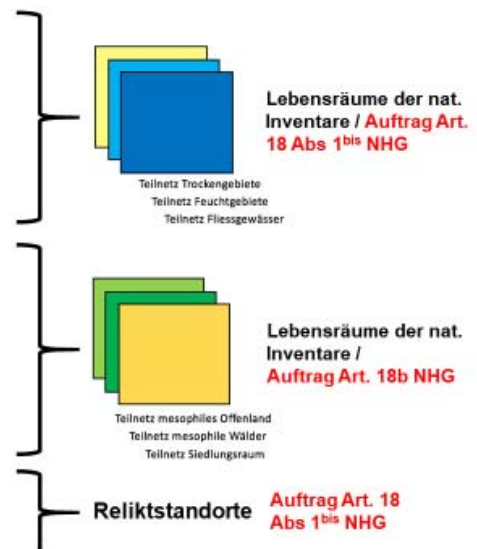 Lebensräume der nat.
Inventare / Auftrag Art.
18 Abs 1bis NHG
Teilnetz Trockengebiete
Teilnetz Feuchtgebiete
Teilnetz Fliessgewässer
Lebensräume der nat.
Inventare /
Auftrag Art. 18b NHG
Teilnetz mesophiles Offenland
Teilnetz mesophile Wälder
Teilnetz Siedlungsraum
Reliktstandorte
Auftrag Art. 18
Abs 1bis NHG